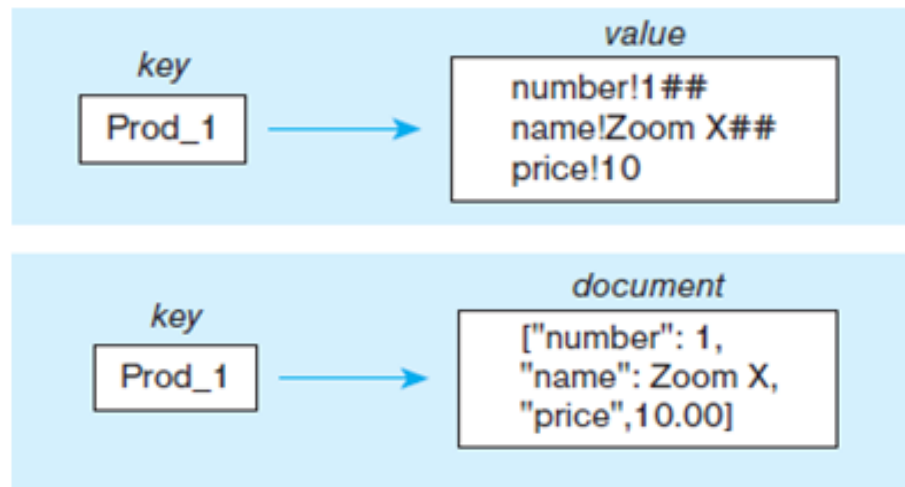 key
value
Prod_1
number!1##
name!Zoom X##
price!10
key
document
Prod_1
["number": 1,
"name": Zoom X,
"price",10.00]